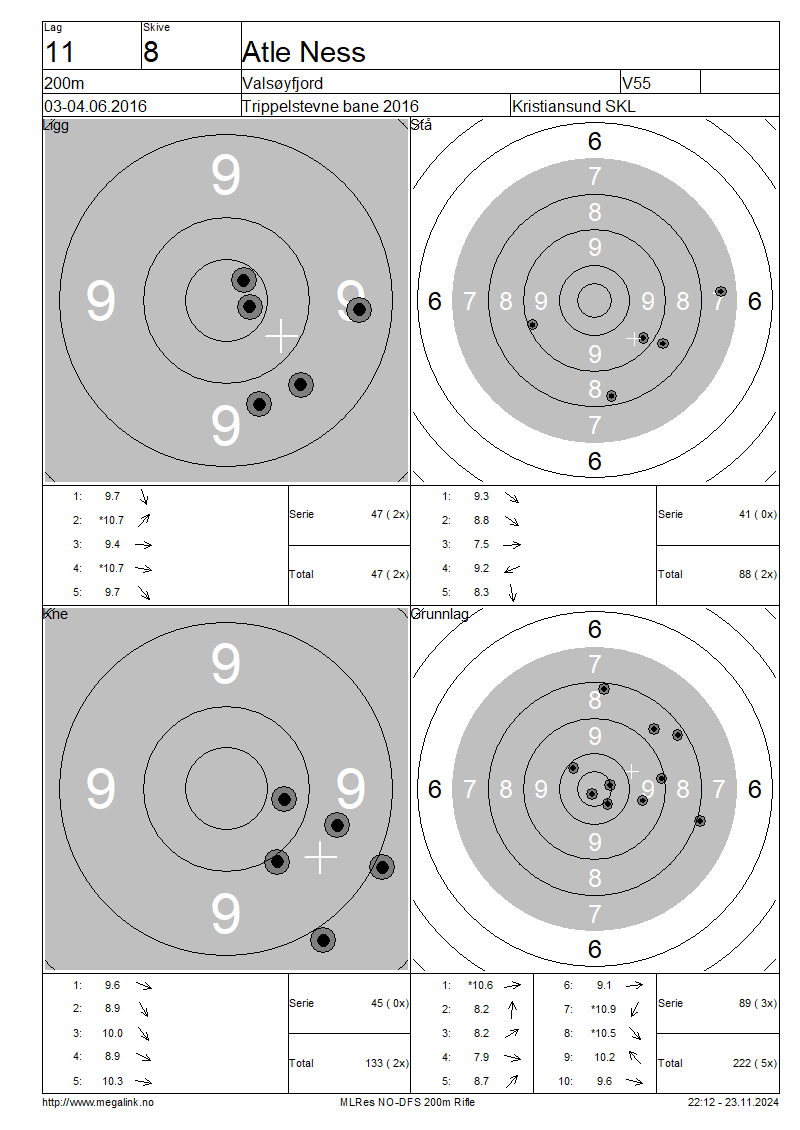 Lag Skive
11 8 Atle Ness
200m Valsøyfjord V55
03-04.06.2016 Trippelstevne bane 2016 Kristiansund SKL
Ligg
9
9 9
9
1: 9.7
2: *10.7
3: 9.4
4: *10.7
5: 9.7
Serie 47 ( 2x)
Total 47 ( 2x)
Stå
6
7
8
9
6 7 8 9 9 8 7 6
9
8
7
6
1: 9.3
2: 8.8
3: 7.5
4: 9.2
5: 8.3
Serie 41 ( 0x)
Total 88 ( 2x)
Kne
9
9 9
9
1: 9.6
2: 8.9
3: 10.0
4: 8.9
5: 10.3
Serie 45 ( 0x)
Total 133 ( 2x)
Grunnlag
6
7
8
9
6 7 8 9 9 8 7 6
9
8
7
6
1: *10.6 6: 9.1
2: 8.2 7: *10.9
3: 8.2 8: *10.5
4: 7.9 9: 10.2
5: 8.7 10: 9.6
Serie 89 ( 3x)
Total 222 ( 5x)
http://www.megalink.no MLRes NO-DFS 200m Rifle 22:12 - 23.11.2024